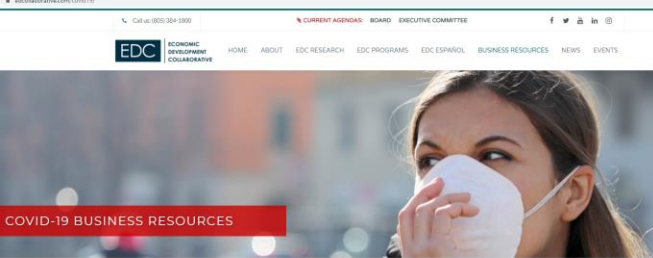 edcollaborative.com/covid19/
Call us: (805) 384-1800
CURRENT AGENDAS: BOARD EXECUTIVE COMMITTEE
EDC
ECONOMIC
DEVELOPMENT
COLLABORATIVE
HOME ABOUT EDC RESEARCH EDC PROGRAMS EDC ESPAÑOL BUSINESS RESOURCES NEWS EVENTS
COVID-19 BUSINESS RESOURCES